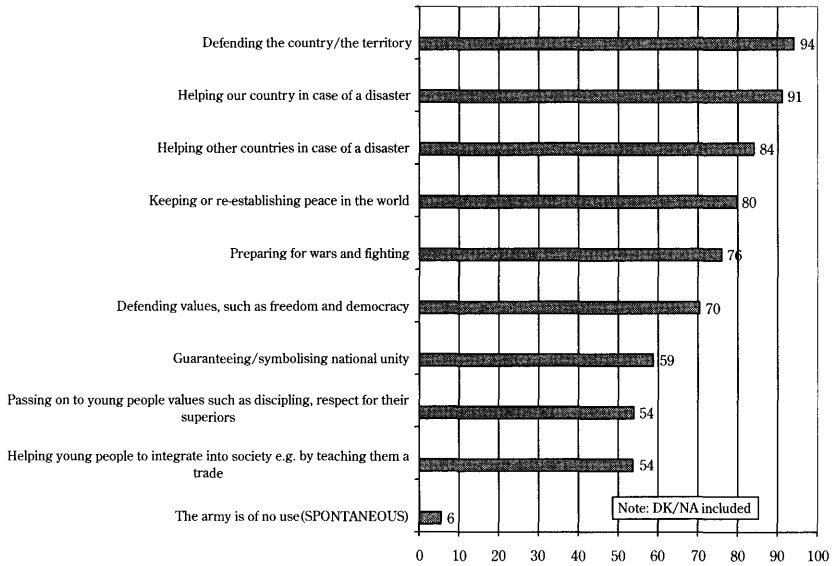 Defending the country/the territory
94
Helping our country in case of a disaster
91
Helping other countries in case of a disaster
84
Keeping or re-establishing peace in the world
80
Preparing for wars and fighting
76
Defending values, such as freedom and democracy
70
Guaranteeing/symbolising national unity
59
Passing on to young people values such as discipling, respect for their
superiors
54
Helping young people to integrate into society e.g. by teaching them a
trade
54
The army is of no use(SPONTANEOUS)
6
Note: DK/NA included
0 10 20 30 40 50 60 70 80 90 100